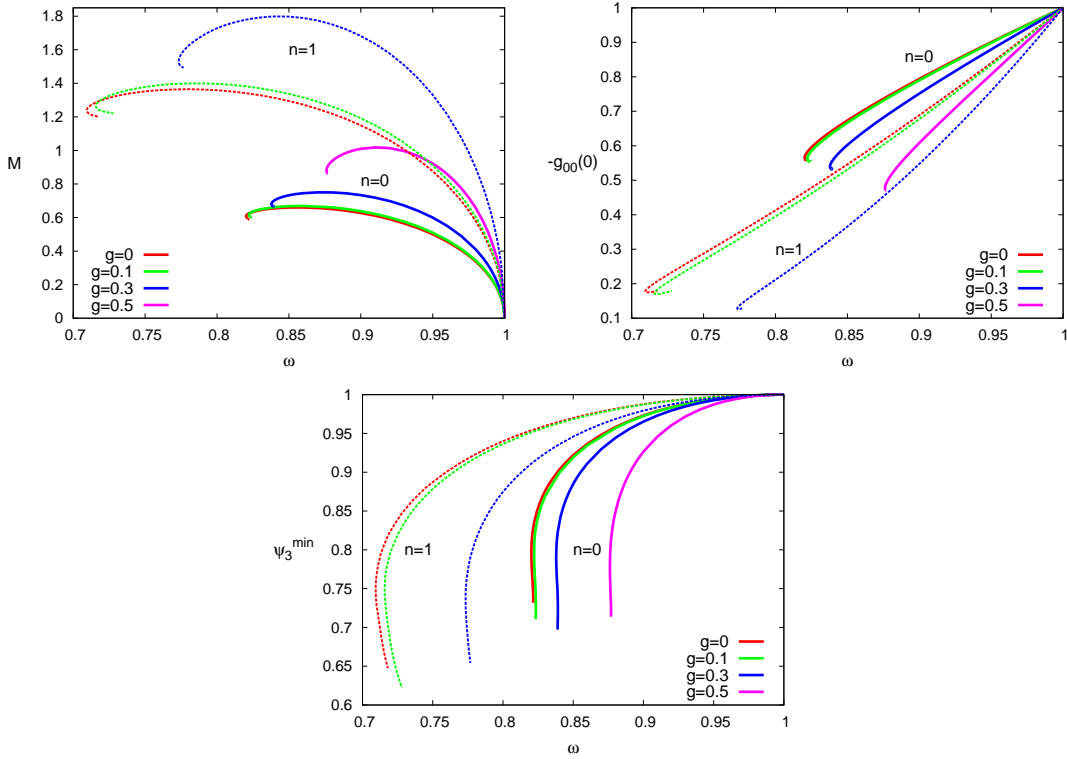 1.8
1.6
1.4
1.2
1
0.8
0.6
0.4
0.2
0
0.7 0.75 0.8 0.85 0.9 0.95 1
M
ω
n=1
n=0
g=0
g=0.1
g=0.3
g=0.5
1
0.9
0.8
0.7
0.6
0.5
0.4
0.3
0.2
0.1
0.7 0.75 0.8 0.85 0.9 0.95 1
-g00(0)
ω
n=0
n=1
g=0
g=0.1
g=0.3
g=0.5
1
0.95
0.9
0.85
0.8
0.75
0.7
0.65
0.6
0.7 0.75 0.8 0.85 0.9 0.95 1
ψ3min
ω
n=1
n=0
g=0
g=0.1
g=0.3
g=0.5